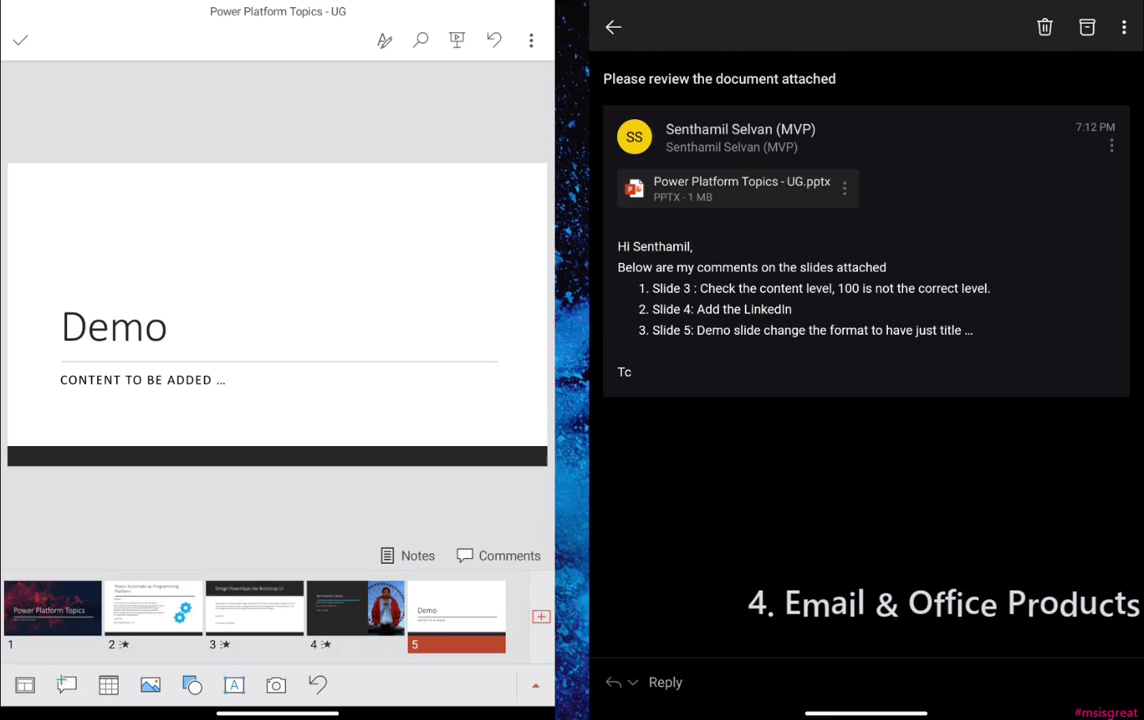 Power Platform Topics - UG
Demo
CONTENT TO BE ADDED ...
Notes
Comments
Power Platform Topics
Demo
1
2
3
4
5
Please review the document attached
SS
Senthamil Selvan (MVP)
7:12 PM
Senthamil Selvan (MVP)
Power Platform Topics - UG.pptx
PPTX - 1 MB
Hi Senthamil,
Below are my comments on the slides attached
1. Slide 3 : Check the content level, 100 is not the correct level.
2. Slide 4: Add the LinkedIn
3. Slide 5: Demo slide change the format to have just title ...
Tc
4. Email & Office Products
Reply
#msisgreat